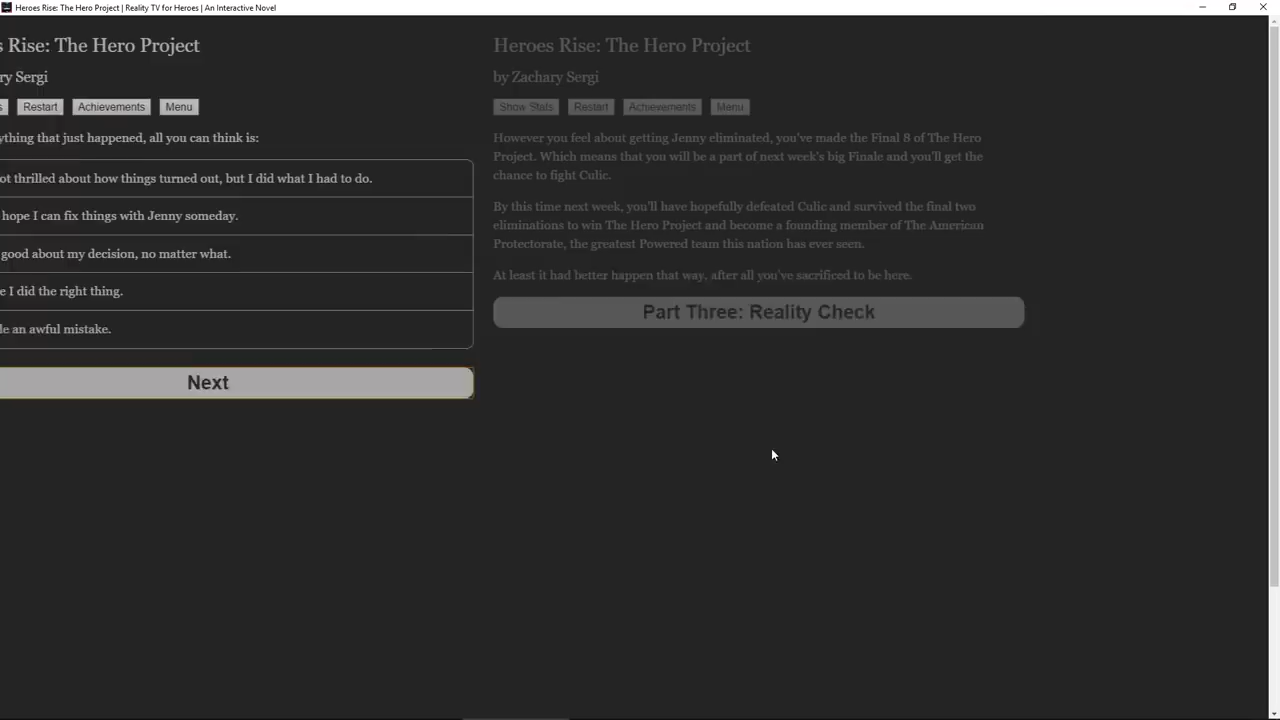 Heroes Rise: The Hero Project | Reality TV for Heroes | An Interactive Novel
s Rise: The Hero Project
ry Sergi
s Restart Achievements Menu
ything that just happened, all you can think is:
ot thrilled about how things turned out, but I did what I had to do.
hope I can fix things with Jenny someday.
good about my decision, no matter what.
e I did the right thing.
de an awful mistake.
Next
Heroes Rise: The Hero Project
by Zachary Sergi
Show Stats Restart Achievements Menu
However you feel about getting Jenny eliminated, you've made the Final 8 of The Hero
Project. Which means that you will be a part of next week's big Finale and you'll get the
chance to fight Culic.
By this time next week, you'll have hopefully defeated Culic and survived the final two
eliminations to win The Hero Project and become a founding member of The American
Protectorate, the greatest Powered team this nation has ever seen.
At least it had better happen that way, after all you've sacrificed to be here.
Part Three: Reality Check